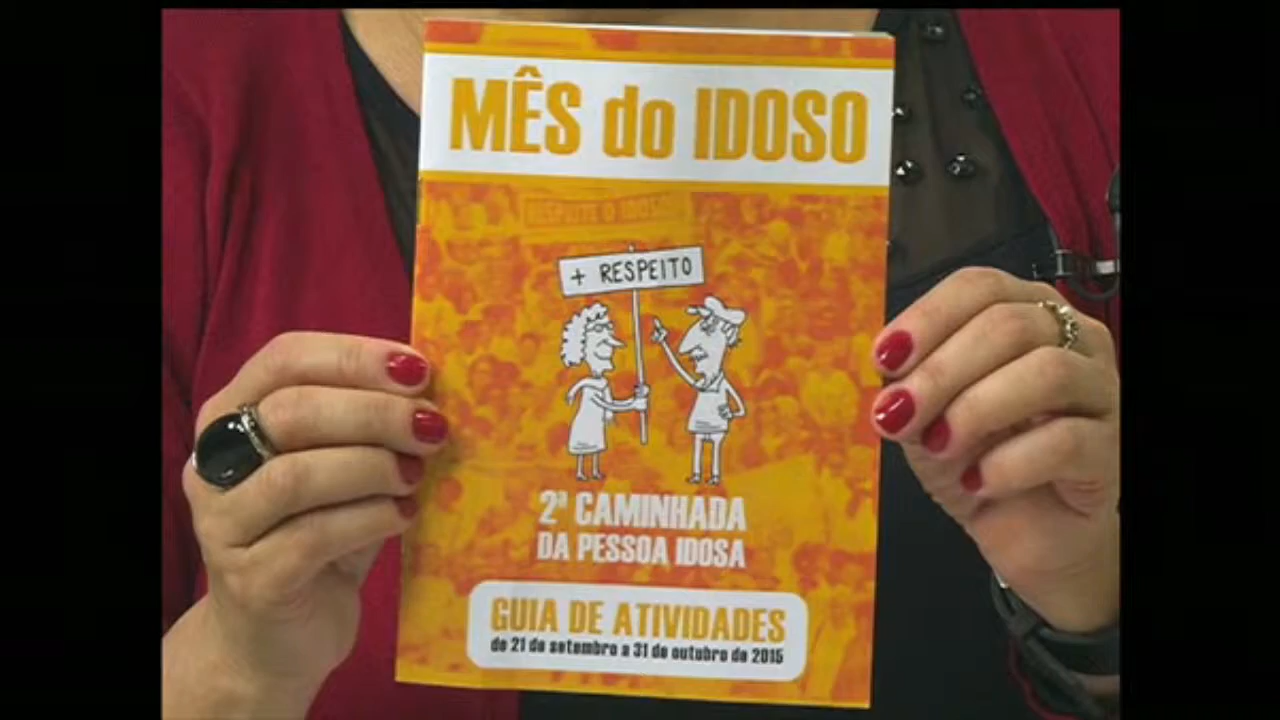 MÊS do IDOSO
RESPEITE O IDOSO
+ RESPEITO
2ª CAMINHADA
DA PESSOA IDOSA
GUIA DE ATIVIDADES
de 21 de setembro a 31 de outubro de 2015